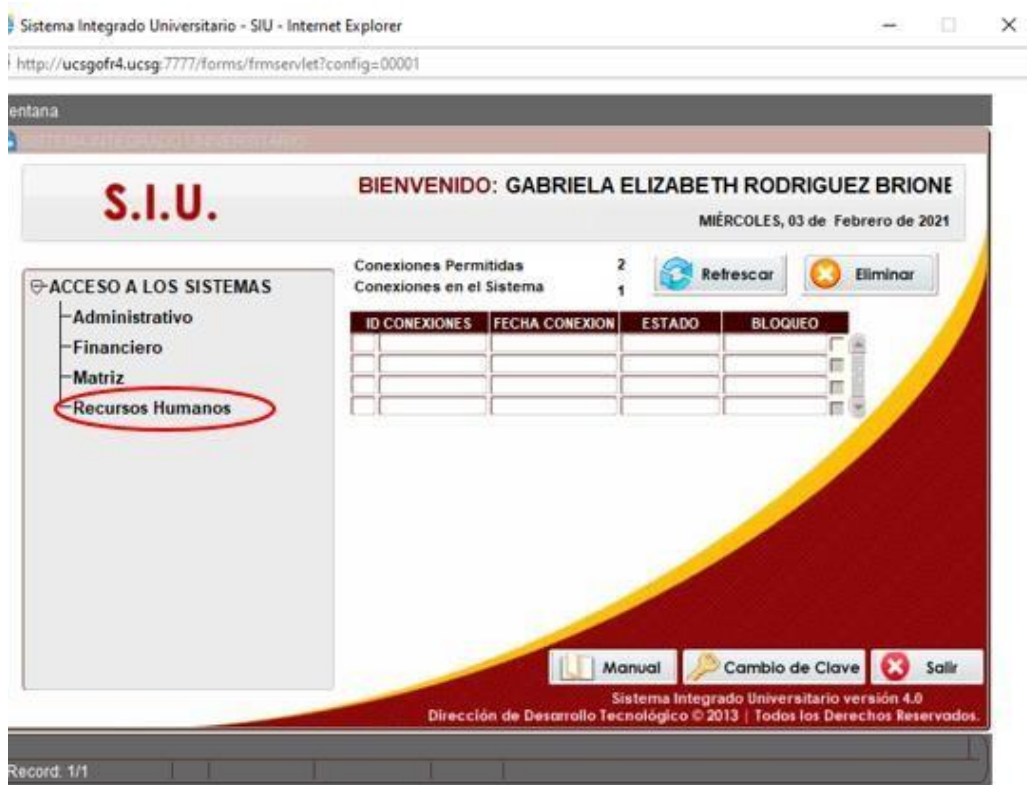 Sistema Integrado Universitario - SIU - Internet Explorer
http://ucsgofr4.ucsg:7777/forms/frmservlet?config=00001
entana
SISTEMA INTEGRADO UNIVERSITARIO
S.I.U.
BIENVENIDO: GABRIELA ELIZABETH RODRIGUEZ BRIONE
MIÉRCOLES, 03 de Febrero de 2021
ACCESO A LOS SISTEMAS
Administrativo
Financiero
Matriz
Recursos Humanos
Conexiones Permitidas 2
Conexiones en el Sistema 1
Refrescar
Eliminar
ID CONEXIONES FECHA CONEXION ESTADO BLOQUEO
Manual
Cambio de Clave
Salir
Sistema Integrado Universitario versión 4.0
Dirección de Desarrollo Tecnológico © 2013 | Todos los Derechos Reservados.
Record: 1/1